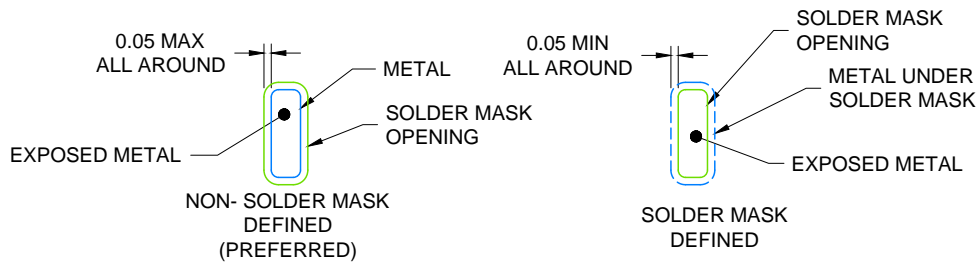 0.05 MAX
ALL AROUND
METAL
SOLDER MASK
OPENING
EXPOSED METAL
NON- SOLDER MASK
DEFINED
(PREFERRED)
0.05 MIN
ALL AROUND
SOLDER MASK
OPENING
METAL UNDER
SOLDER MASK
EXPOSED METAL
SOLDER MASK
DEFINED